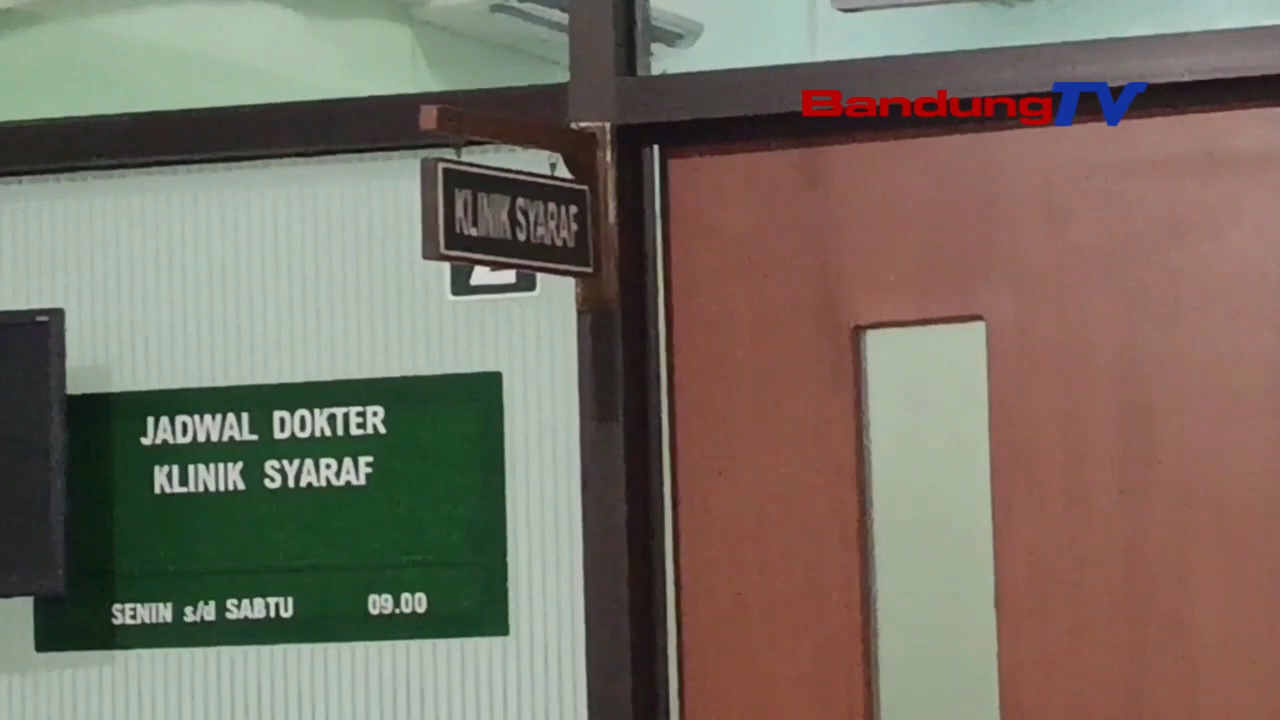 BandungTV
KLINIK SYARAF
JADWAL DOKTER
KLINIK SYARAF
SENIN s/d SABTU 09.00